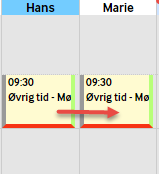 Hans Marie
09:30 09:30
Øvrig tid - Mø Øvrig tid - Mø